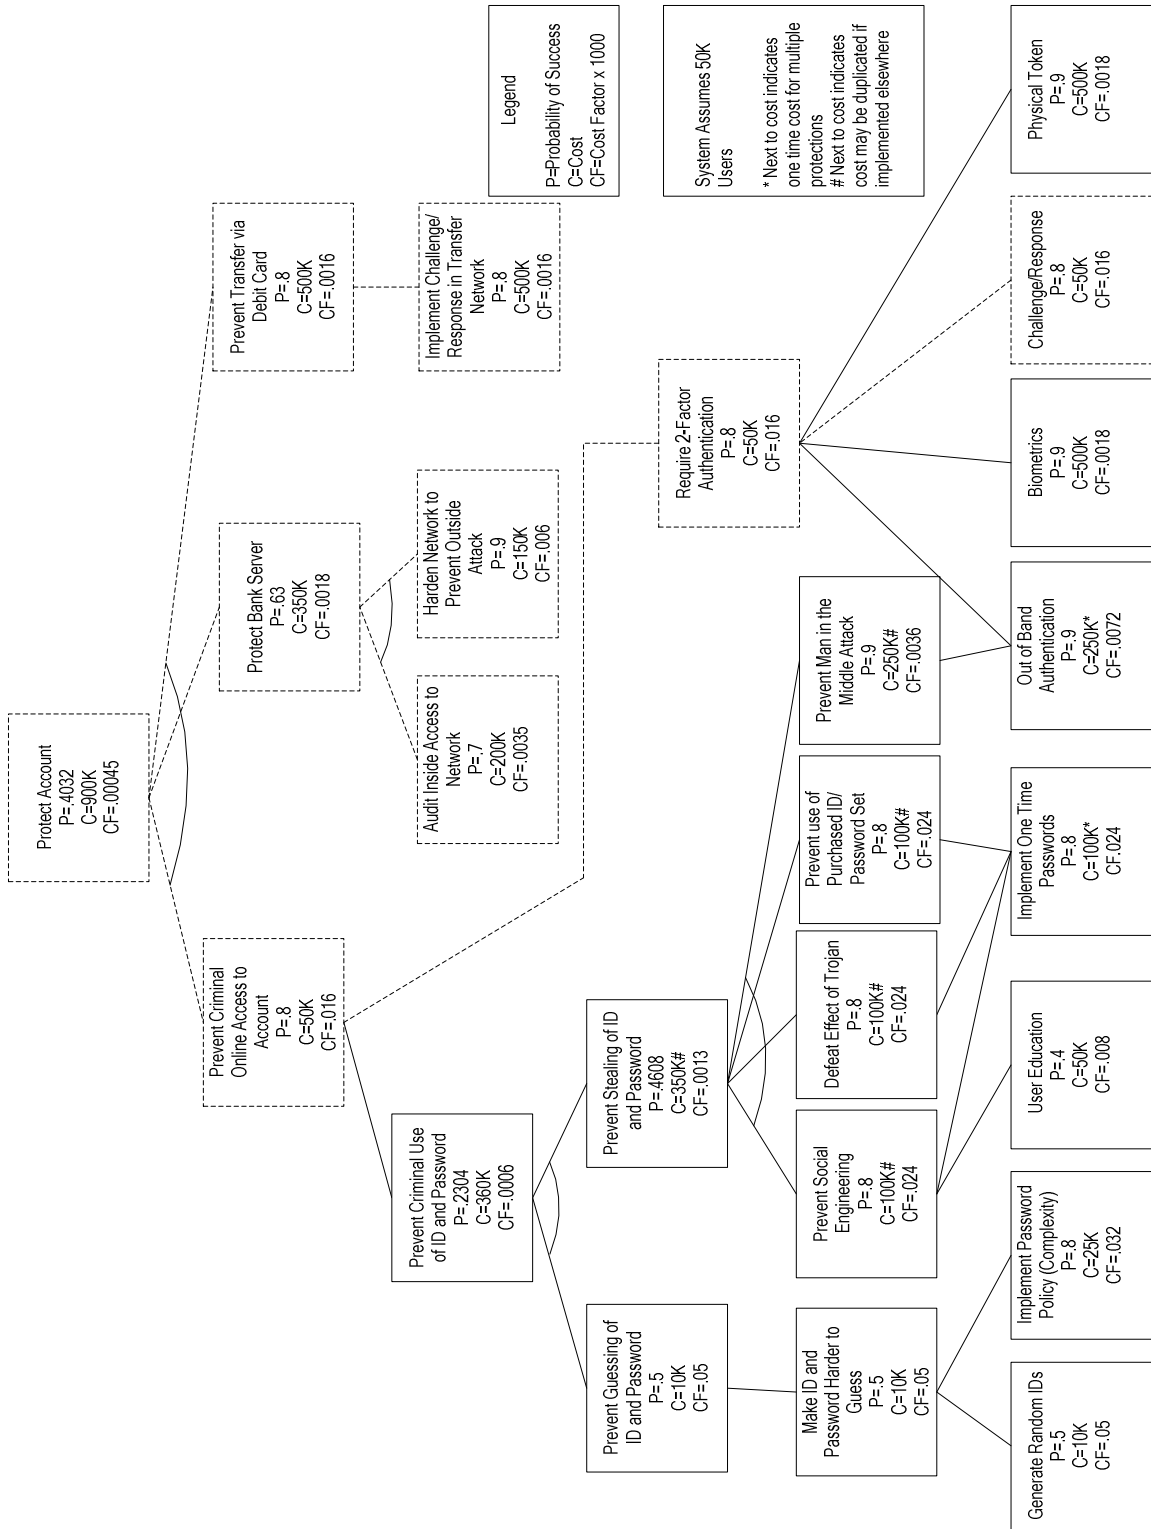 Protect Account
P=.4032
C=900K
CF=.00045
Prevent Criminal
Online Access to
Account
P=.8
C=50K
CF=.016
Protect Bank Server
P=.63
C=350K
CF=.0018
Prevent Transfer via
Debit Card
P=.8
C=500K
CF=.0016
Prevent Criminal Use
of ID and Password
P=.2304
C=360K
CF=.0006
Audit Inside Access to
Network
P=.7
C=200K
CF=.0035
Harden Network to
Prevent Outside
Attack
P=.9
C=150K
CF=.006
Implement Challenge/
Response in Transfer
Network
P=.8
C=500K
CF=.0016
Legend
P=Probability of Success
C=Cost
CF=Cost Factor x 1000
Prevent Guessing of
ID and Password
P=.5
C=10K
CF=.05
Prevent Stealing of ID
and Password
P=.4608
C=350K#
CF=.0013
Require 2-Factor
Authentication
P=.8
C=50K
CF=.016
System Assumes 50K
Users
* Next to cost indicates
one time cost for multiple
protections
# Next to cost indicates
cost may be duplicated if
implemented elsewhere
Make ID and
Password Harder to
Guess
P=.5
C=10K
CF=.05
Prevent Social
Engineering
P=.8
C=100K#
CF=.024
Defeat Effect of Trojan
P=.8
C=100K#
CF=.024
Prevent use of
Purchased ID/
Password Set
P=.8
C=100K#
CF=.024
Prevent Man in the
Middle Attack
P=.9
C=250K#
CF=.0036
Generate Random IDs
P=.5
C=10K
CF=.05
Implement Password
Policy (Complexity)
P=.8
C=25K
CF=.032
User Education
P=.4
C=50K
CF=.008
Implement One Time
Passwords
P=.8
C=100K*
CF.024
Out of Band
Authentication
P=.9
C=250K*
CF=.0072
Biometrics
P=.9
C=500K
CF=.0018
Challenge/Response
P=.8
C=50K
CF=.016
Physical Token
P=.9
C=500K
CF=.0018